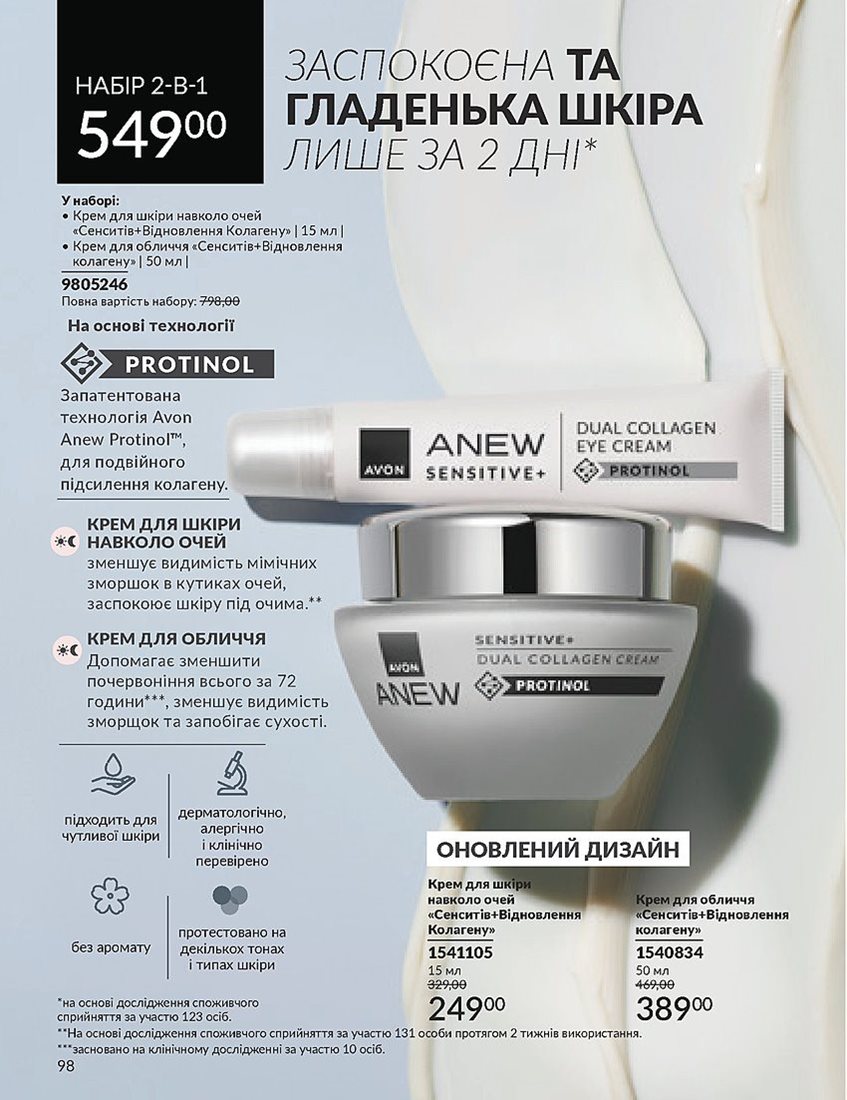 НАБІР 2-В-1
549⁰⁰
ЗАСПОКОЄНА ТА
ГЛАДЕНЬКА ШКІРА
ЛИШЕ ЗА 2 ДНІ*
У наборі:
• Крем для шкіри навколо очей
«Сенситів+Відновлення Колагену» | 15 мл |
• Крем для обличчя «Сенситів+Відновлення
колагену» | 50 мл |
9805246
Повна вартість набору: 798,00
На основі технології
PROTINOL
Запатентована
технологія Avon
Anew Protinol™,
для подвійного
підсилення колагену.
AVON
ANEW
SENSITIVE+
DUAL COLLAGEN
EYE CREAM
PROTINOL
КРЕМ ДЛЯ ШКІРИ
НАВКОЛО ОЧЕЙ
зменшує видимість мімічних
зморшок в кутиках очей,
заспокоює шкіру під очима.**
КРЕМ ДЛЯ ОБЛИЧЧЯ
Допомагає зменшити
почервоніння всього за 72
години***, зменшує видимість
зморщок та запобігає сухості.
AVON
ANEW
SENSITIVE+
DUAL COLLAGEN CREAM
PROTINOL
підходить для
чутливої шкіри
дерматологічно,
алергічно
і клінічно
перевірено
без аромату
протестовано на
декількох тонах
і типах шкіри
ОНОВЛЕНИЙ ДИЗАЙН
Крем для шкіри
навколо очей
«Сенситів+Відновлення
Колагену»
1541105
15 мл
329,00
249⁰⁰
Крем для обличчя
«Сенситів+Відновлення
колагену»
1540834
50 мл
469,00
389⁰⁰
*на основі дослідження споживчого
сприйняття за участю 123 осіб.
**На основі дослідження споживчого сприйняття за участю 131 особи протягом 2 тижнів використання.
***засновано на клінічному дослідженні за участю 10 осіб.
98